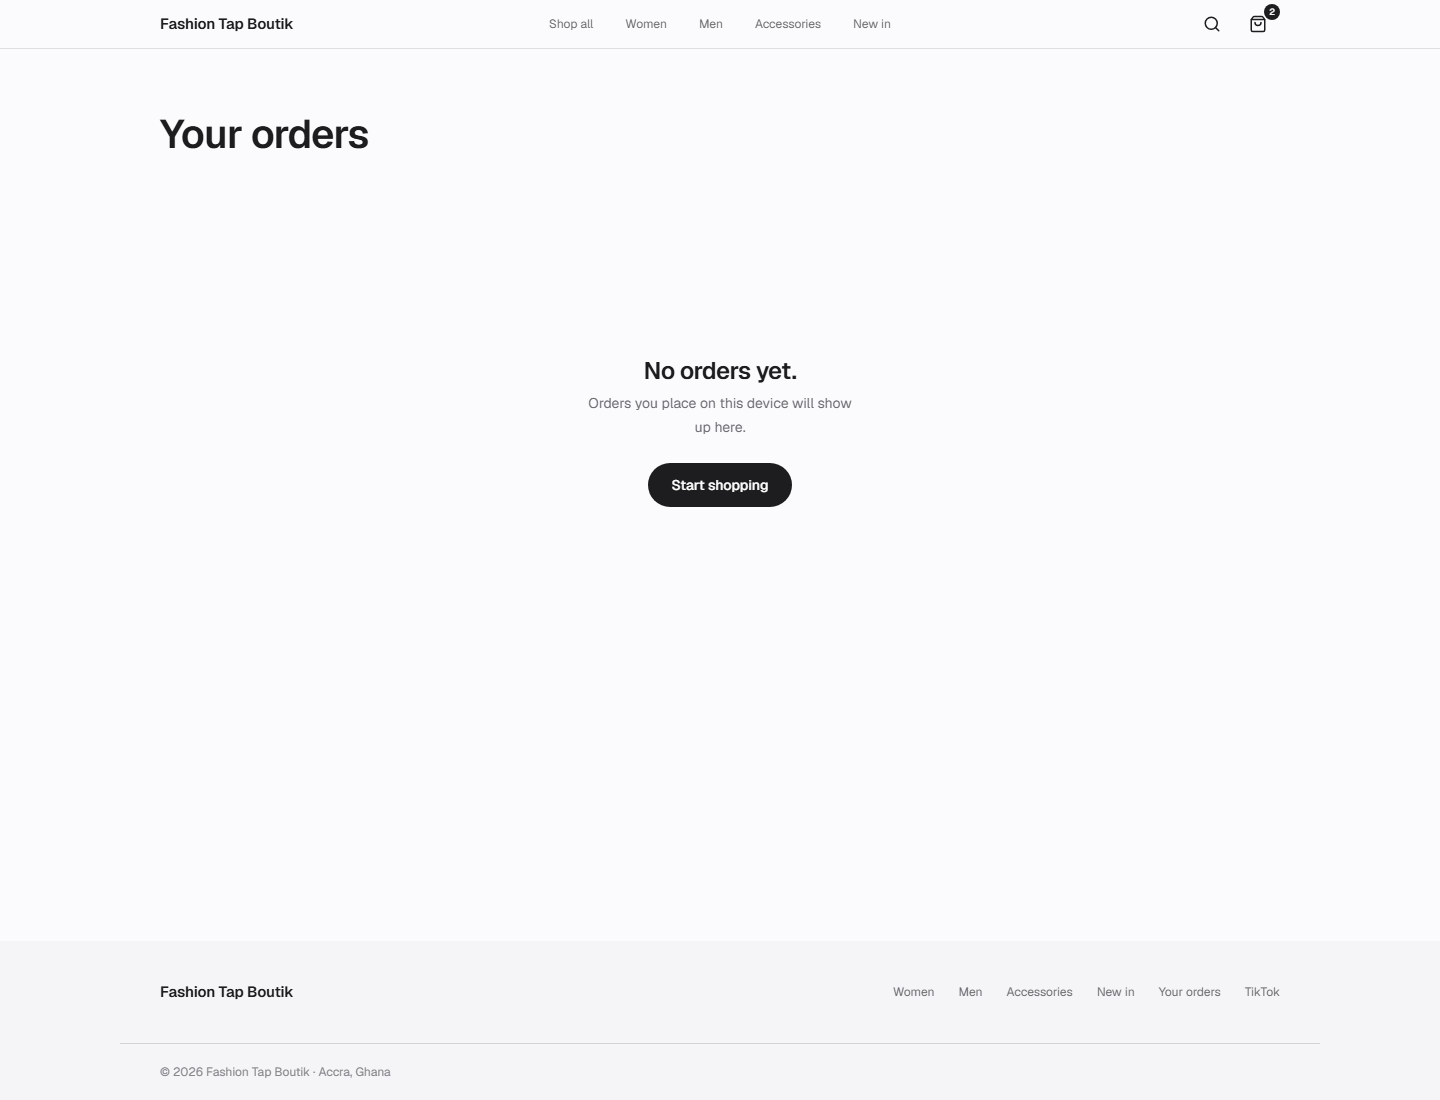 Fashion Tap Boutik
Shop all
Women
Men
Accessories
New in
2
Your orders
No orders yet.
Orders you place on this device will show
up here.
Start shopping
Fashion Tap Boutik
Women
Men
Accessories
New in
Your orders
TikTok
© 2026 Fashion Tap Boutik · Accra, Ghana